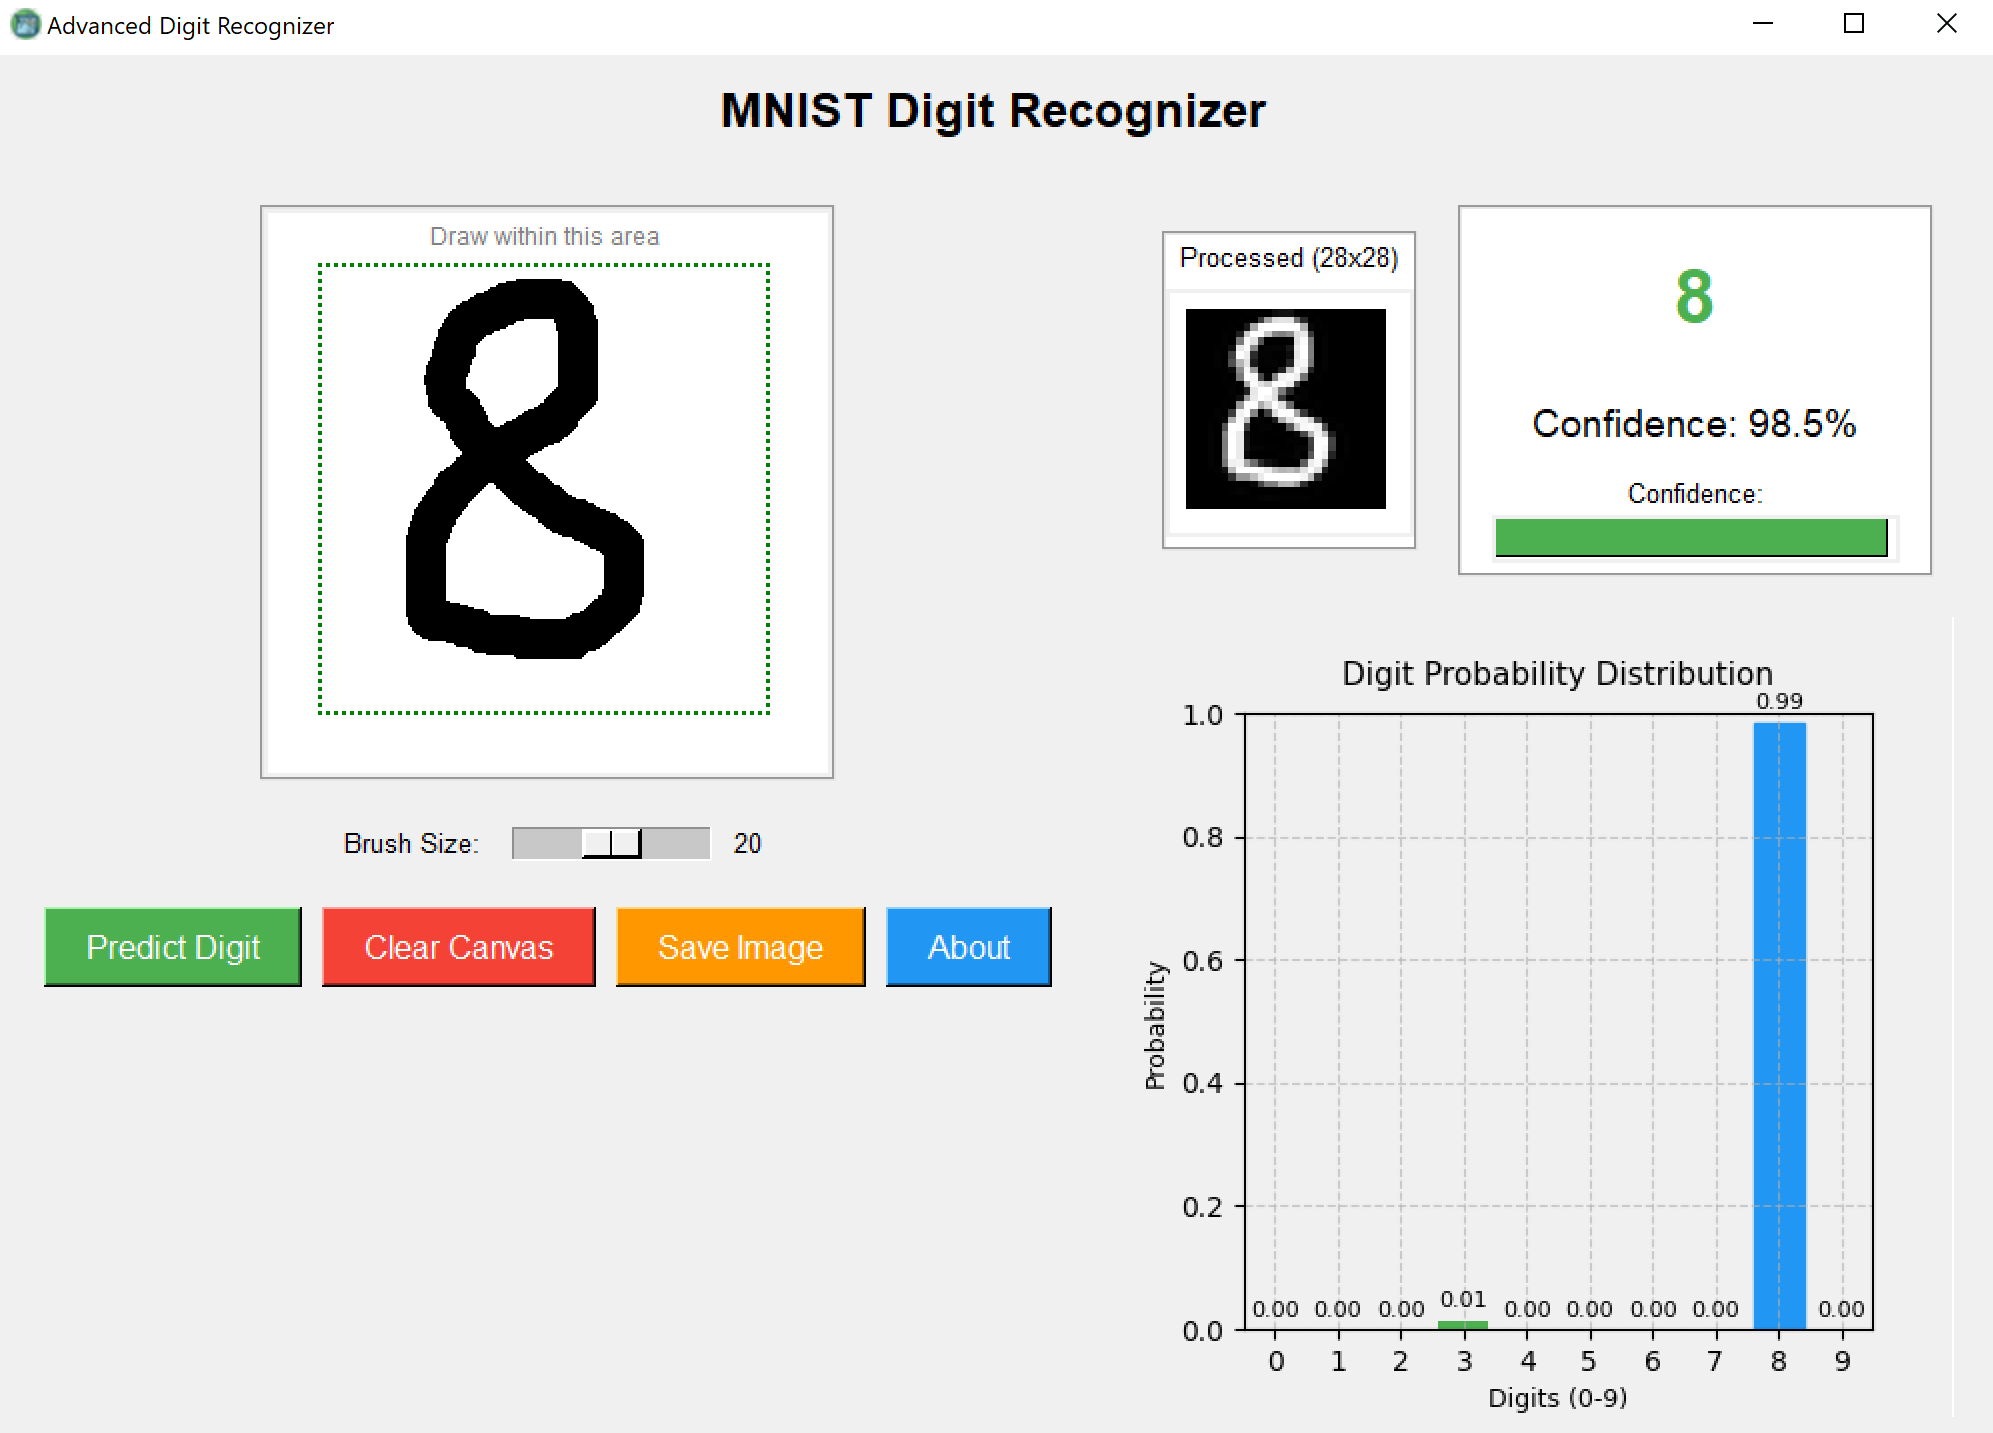 Advanced Digit Recognizer
MNIST Digit Recognizer
Draw within this area
8
Brush Size: 20
Predict Digit
Clear Canvas
Save Image
About
Processed (28x28)
8
8
Confidence: 98.5%
Confidence:
Digit Probability Distribution
0.99
1.0
0.8
0.6
0.4
0.2
0.0
Probability
0.00 0.00 0.00 0.01 0.00 0.00 0.00 0.00 0.00
0 1 2 3 4 5 6 7 8 9
Digits (0-9)